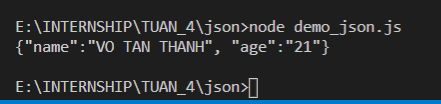 E:\INTERNSHIP\TUAN_4\json>node demo_json.js
{"name":"VO TAN THANH", "age":"21"}
E:\INTERNSHIP\TUAN_4\json>